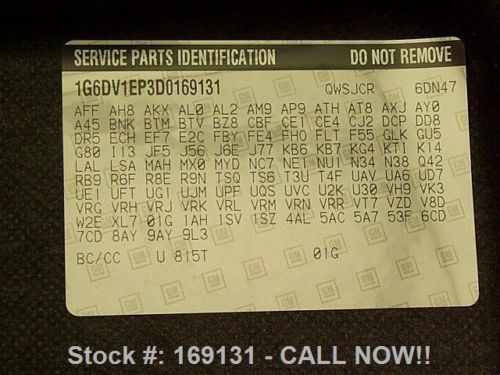 SERVICE PARTS IDENTIFICATION DO NOT REMOVE
1G6DV1EP3D0169131 QWSJCR 6DN47
AFF AH8 AKX AL0 AL2 AM9 AP9 ATH AT8 AXJ AY0
A45 BNK BTM BTV BZ8 CBF CE1 CE4 CJ2 DCP DD8
DR5 ECH EF7 E2C FBY FE4 FH0 FLT F55 GLK GU5
G80 I13 JF5 J56 J6E J77 KB6 KB7 KG4 KTI K14
LAL LSA MAH MX0 MYD NC7 NE1 NU1 N34 N38 Q42
RB9 R6F R8E R9N TSQ TS6 T3U T4F UAV UA6 UD7
UE1 UFT UG1 UJM UPF UQS UVC U2K U30 VH9 VK3
VRG VRH VRJ VRK VRL VRM VRN VRR VT7 VZD V8D
W2E XL7 01G 1AH 1SV 1SZ 4AL 5AC 5A7 53F 6CD
7CD 8AY 9AY 9L3
BC/CC U 815T 01G
GM
Stock #: 169131 - CALL NOW!!